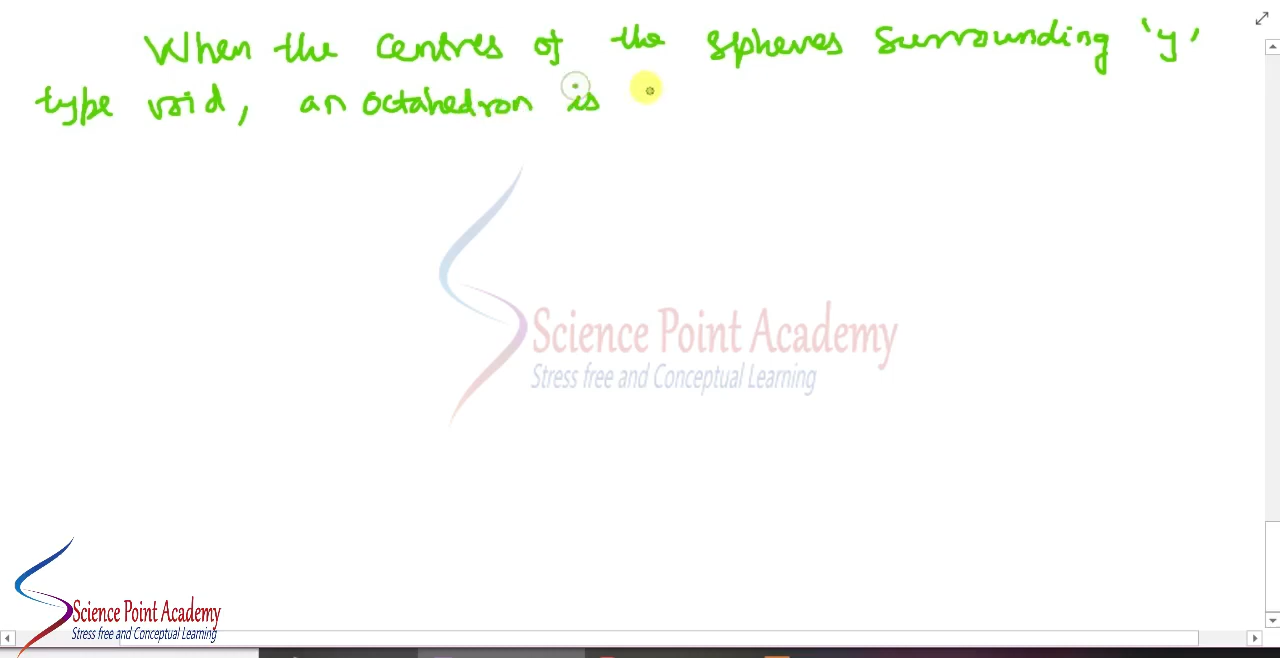 When the centres of the spheres surrounding 'y'
type void, an octahedron is
Science Point Academy
Stress free and Conceptual Learning
Science Point Academy
Stress free and Conceptual Learning